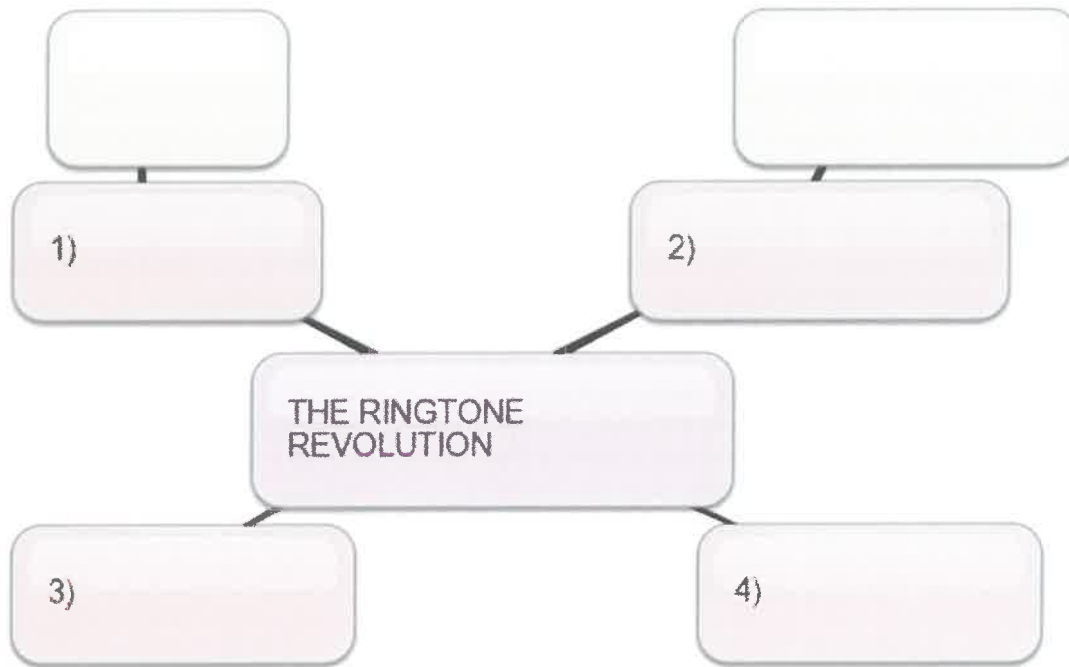 1)
2)
THE RINGTONE
REVOLUTION
3)
4)